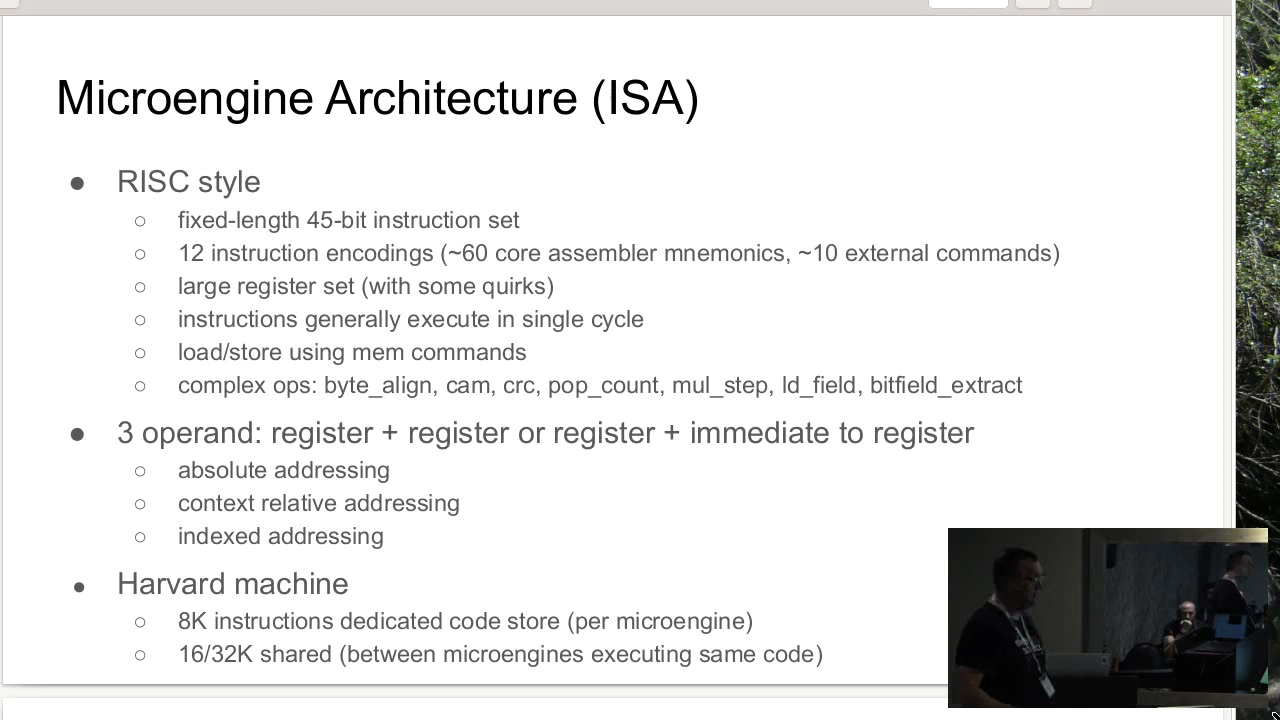 Microengine Architecture (ISA)
● RISC style
○ fixed-length 45-bit instruction set
○ 12 instruction encodings (~60 core assembler mnemonics, ~10 external commands)
○ large register set (with some quirks)
○ instructions generally execute in single cycle
○ load/store using mem commands
○ complex ops: byte_align, cam, crc, pop_count, mul_step, ld_field, bitfield_extract
● 3 operand: register + register or register + immediate to register
○ absolute addressing
○ context relative addressing
○ indexed addressing
● Harvard machine
○ 8K instructions dedicated code store (per microengine)
○ 16/32K shared (between microengines executing same code)